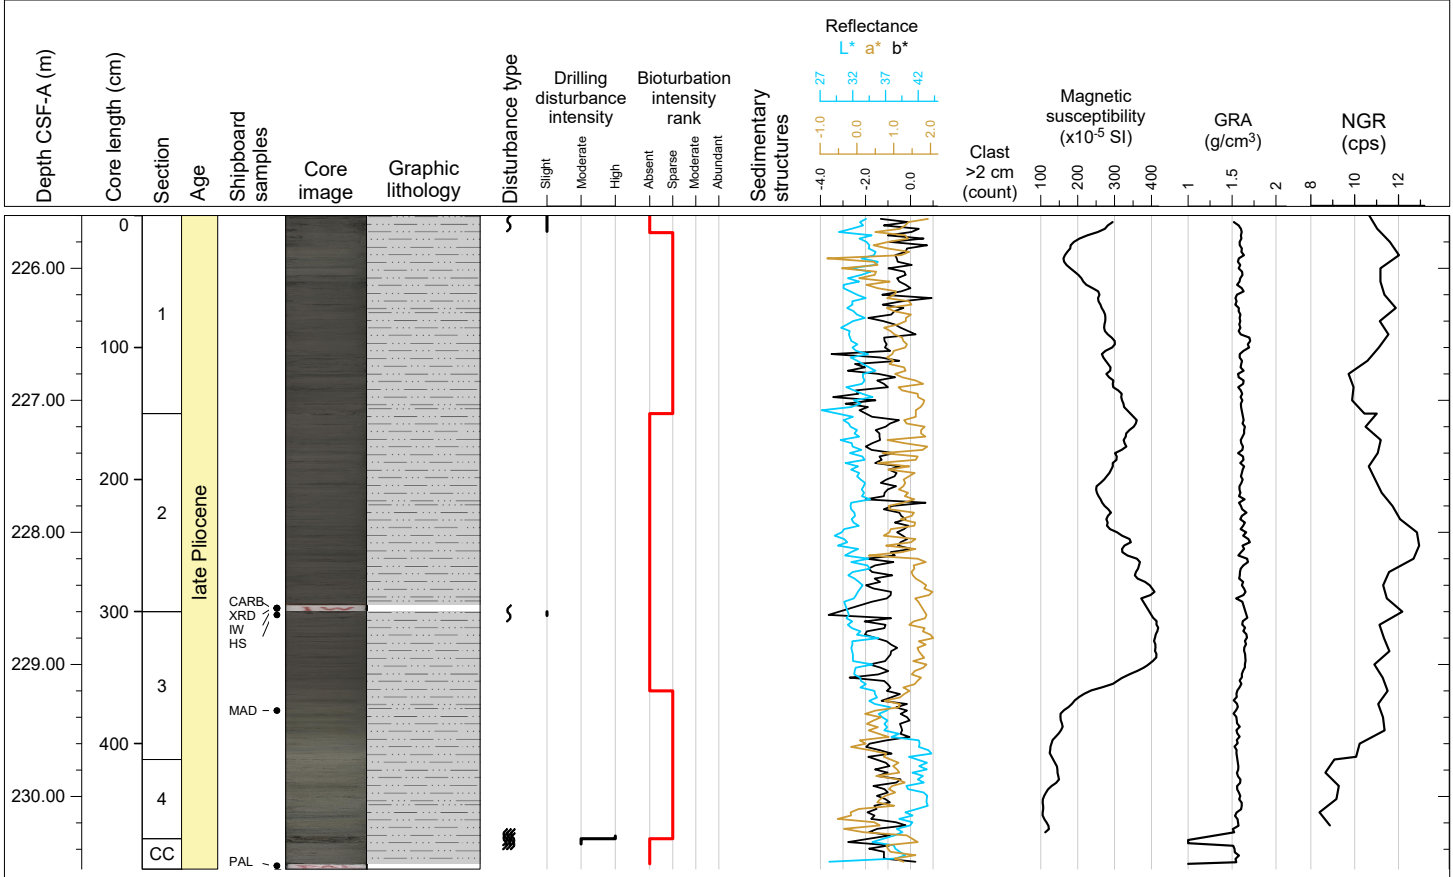 Depth CSF-A (m)
Core length (cm)
Section
Age
Shipboard
samples
Core
image
Graphic
lithology
Disturbance type
Drilling
disturbance
intensity
Slight
Moderate
High
Bioturbation
intensity
rank
Absent
Sparse
Moderate
Abundant
Sedimentary
structures
Reflectance
L* a* b*
27 32 37 42
-1.0 0.0 1.0 2.0
-4.0 -2.0 0.0
Clast
>2 cm
(count)
Magnetic
susceptibility
(x10-5 SI)
100 200 300 400
GRA
(g/cm3)
1 1.5 2
NGR
(cps)
8 10 12
226.00
227.00
228.00
229.00
230.00
0
100
200
300
400
1
2
3
4
CC
late Pliocene
CARB
XRD
IW
HS
MAD
PAL